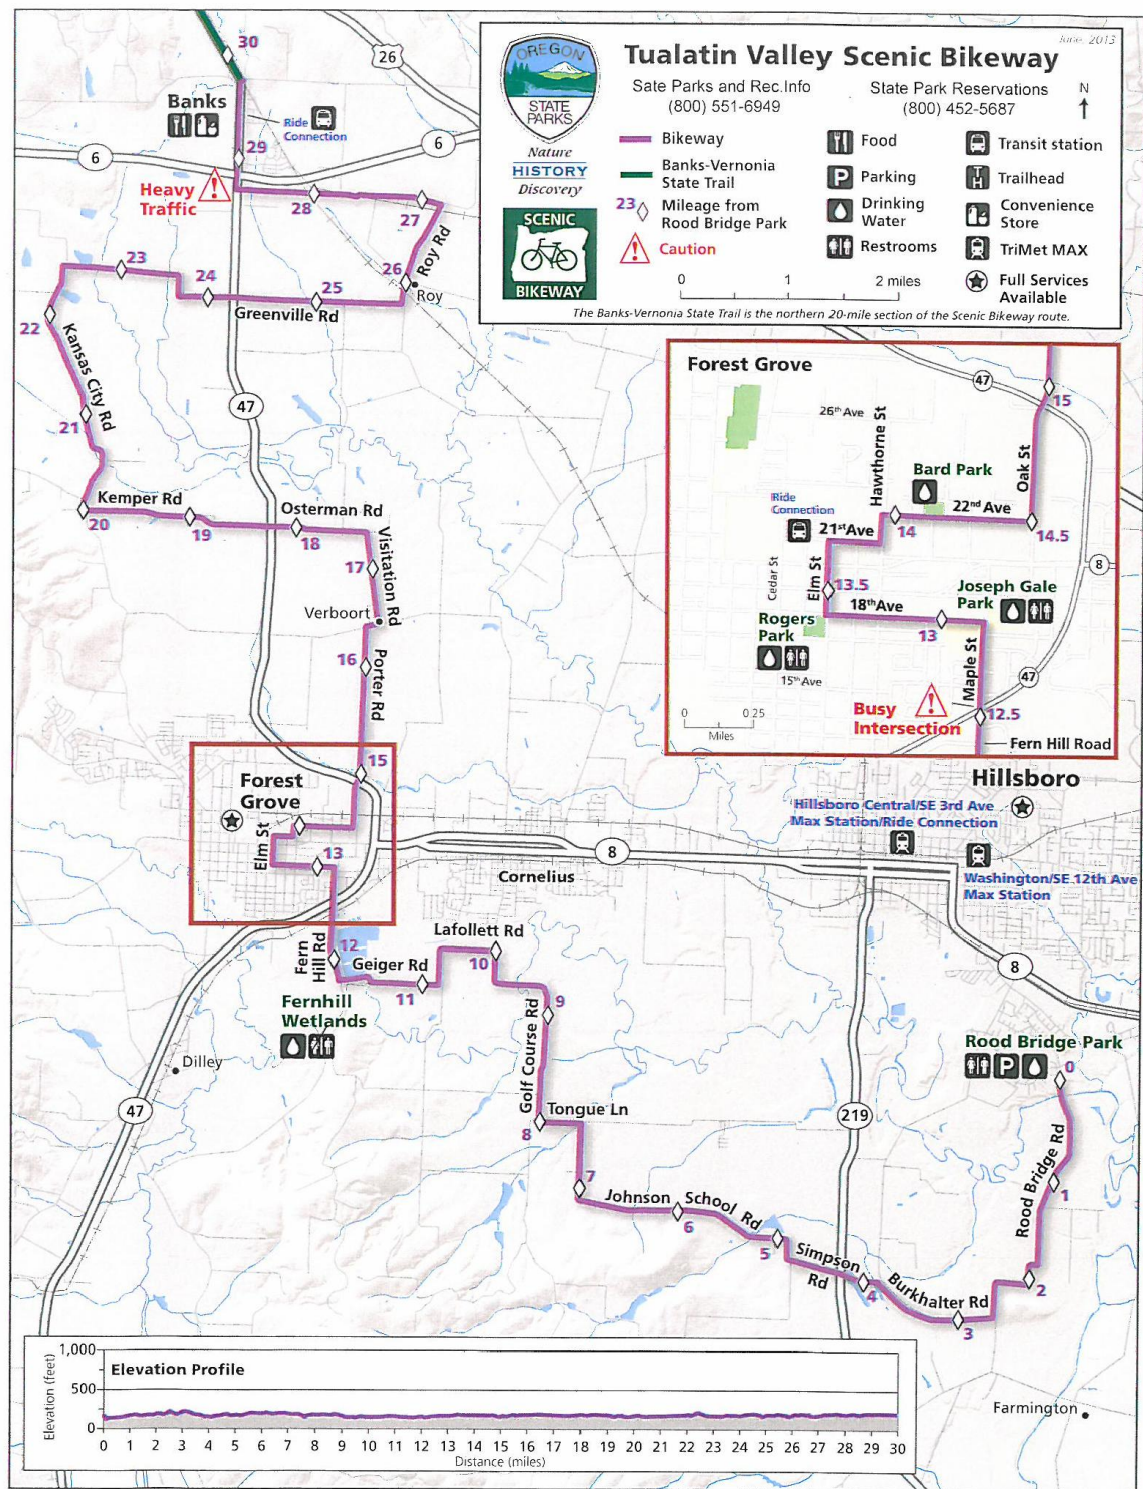 June, 2013
OREGON
STATE
PARKS
Nature
HISTORY
Discovery
SCENIC
BIKEWAY
Tualatin Valley Scenic Bikeway
Sate Parks and Rec.Info
(800) 551-6949
State Park Reservations
(800) 452-5687
N
Bikeway
Banks-Vernonia
State Trail
23
Mileage from
Rood Bridge Park
Caution
Food
P
Parking
Drinking
Water
Restrooms
Transit station
TH
Trailhead
Convenience
Store
TriMet MAX
Full Services
Available
0 1 2 miles
The Banks-Vernonia State Trail is the northern 20-mile section of the Scenic Bikeway route.
30
26
Banks
Ride
Connection
29
6
6
Heavy
Traffic
28
27
Roy Rd
26
Roy
23
24
25
Greenville Rd
22
Kansas City Rd
47
21
Kemper Rd
20
19
Osterman Rd
18
Visitation Rd
17
Verboort
16
Porter Rd
15
Forest
Grove
Elm St
13
8
Cornelius
Forest Grove
47
15
26th Ave
Hawthorne St
Oak St
Bard Park
Ride
Connection
22nd Ave
21st Ave
14
14.5
8
Cedar St
Elm St
13.5
Joseph Gale
Park
18th Ave
Rogers
Park
13
Maple St
15th Ave
47
0 0.25
Miles
Busy
Intersection
12.5
Fern Hill Road
Hillsboro
Hillsboro Central/SE 3rd Ave
Max Station/Ride Connection
Washington/SE 12th Ave
Max Station
8
Fern
Hill Rd
12
Geiger Rd
11
Lafollett Rd
10
9
Golf Course Rd
Fernhill
Wetlands
Dilley
47
Tongue Ln
8
7
Johnson School Rd
6
5
Simpson
Rd
4
Burkhalter Rd
3
219
Rood Bridge Park
P
0
Rood Bridge Rd
1
2
Farmington
Elevation Profile
Elevation (feet)
1,000
500
0
0 1 2 3 4 5 6 7 8 9 10 11 12 13 14 15 16 17 18 19 20 21 22 23 24 25 26 27 28 29 30
Distance (miles)